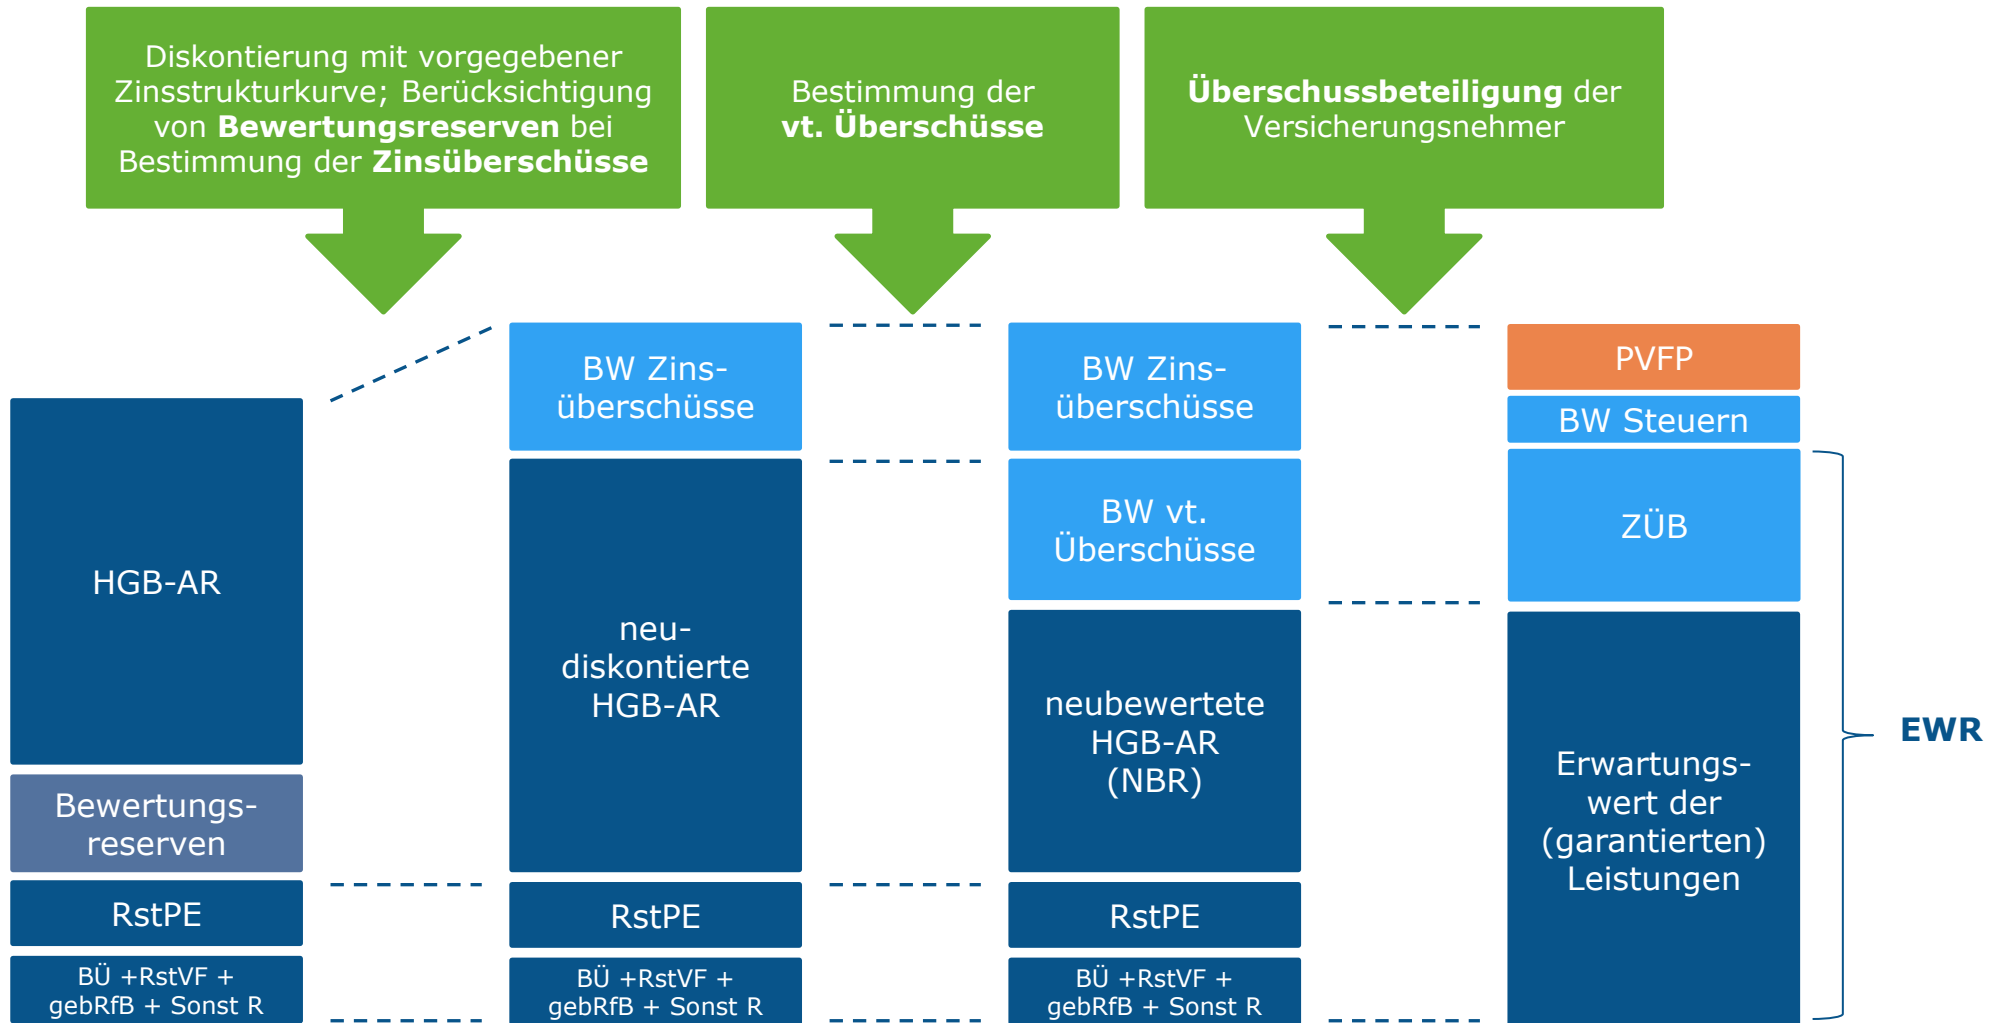 Diskontierung mit vorgegebener
Zinsstrukturkurve; Berücksichtigung
von Bewertungsreserven bei
Bestimmung der Zinsüberschüsse
Bestimmung der
vt. Überschüsse
Überschussbeteiligung der
Versicherungsnehmer
HGB-AR
Bewertungs-
reserven
RstPE
BÜ +RstVF +
gebRfB + Sonst R
BW Zins-
überschüsse
neu-
diskontierte
HGB-AR
RstPE
BÜ +RstVF +
gebRfB + Sonst R
BW Zins-
überschüsse
BW vt.
Überschüsse
neubewertete
HGB-AR
(NBR)
RstPE
BÜ +RstVF +
gebRfB + Sonst R
PVFP
BW Steuern
ZÜB
Erwartungs-
wert der
(garantierten)
Leistungen
EWR